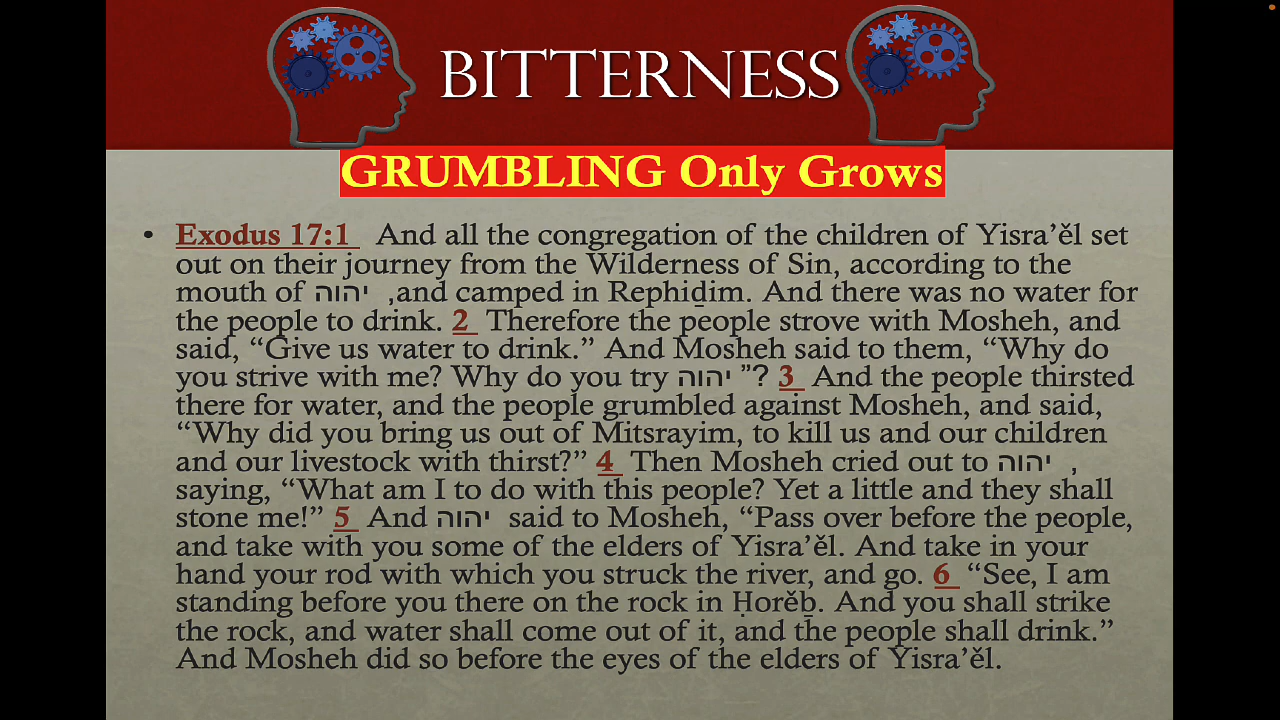 BITTERNESS
GRUMBLING Only Grows
• Exodus 17:1 And all the congregation of the children of Yisra’ěl set
out on their journey from the Wilderness of Sin, according to the
mouth of יהוה ,and camped in Rephiḏim. And there was no water for
the people to drink. 2 Therefore the people strove with Mosheh, and
said, “Give us water to drink.” And Mosheh said to them, “Why do
you strive with me? Why do you try יהוה ”? 3 And the people thirsted
there for water, and the people grumbled against Mosheh, and said,
“Why did you bring us out of Mitsrayim, to kill us and our children
and our livestock with thirst?” 4 Then Mosheh cried out to יהוה ,
saying, “What am I to do with this people? Yet a little and they shall
stone me!” 5 And יהוה said to Mosheh, “Pass over before the people,
and take with you some of the elders of Yisra’ěl. And take in your
hand your rod with which you struck the river, and go. 6 “See, I am
standing before you there on the rock in Ḥorěḇ. And you shall strike
the rock, and water shall come out of it, and the people shall drink.”
And Mosheh did so before the eyes of the elders of Yisra’ěl.